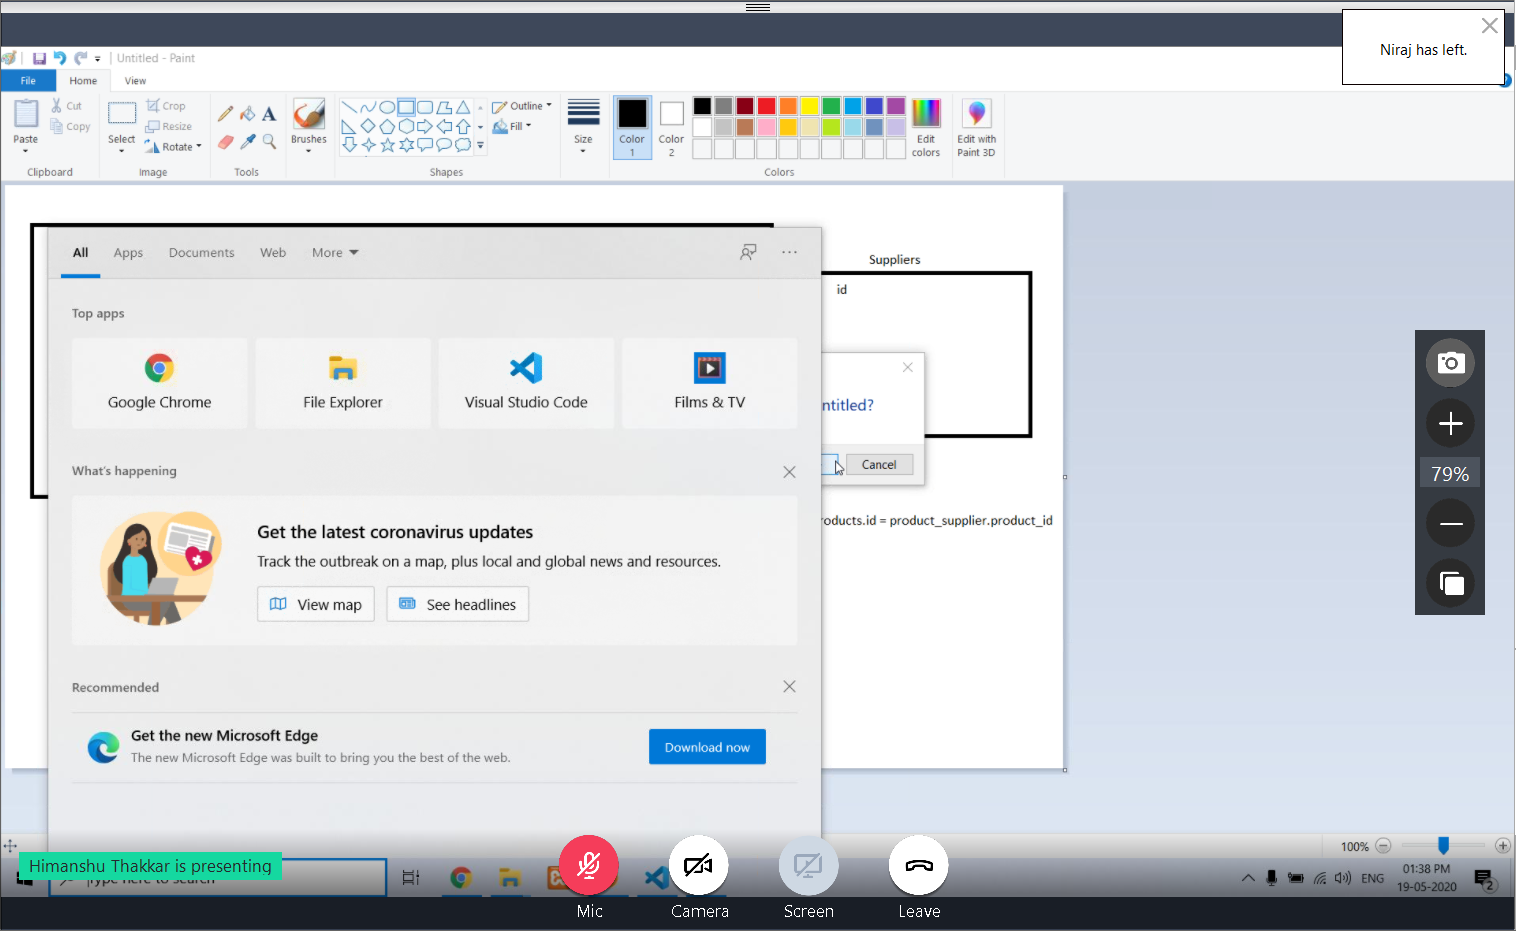 Niraj has left.
Untitled - Paint
File Home View
Paste
Cut
Copy
Clipboard
Select
Crop
Resize
Rotate
Image
Tools
Brushes
Shapes
Outline
Fill
Size
Color
1
Color
2
Edit
colors
Colors
Edit with
Paint 3D
All Apps Documents Web More
Suppliers
id
Top apps
Google Chrome File Explorer Visual Studio Code Films & TV
ntitled?
Cancel
What's happening
Get the latest coronavirus updates
Track the outbreak on a map, plus local and global news and resources.
View map See headlines
roducts.id = product_supplier.product_id
79%
Recommended
Get the new Microsoft Edge
The new Microsoft Edge was built to bring you the best of the web.
Download now
100%
Himanshu Thakkar is presenting
Type here to search
ENG
01:38 PM
19-05-2020
2
Mic Camera Screen Leave